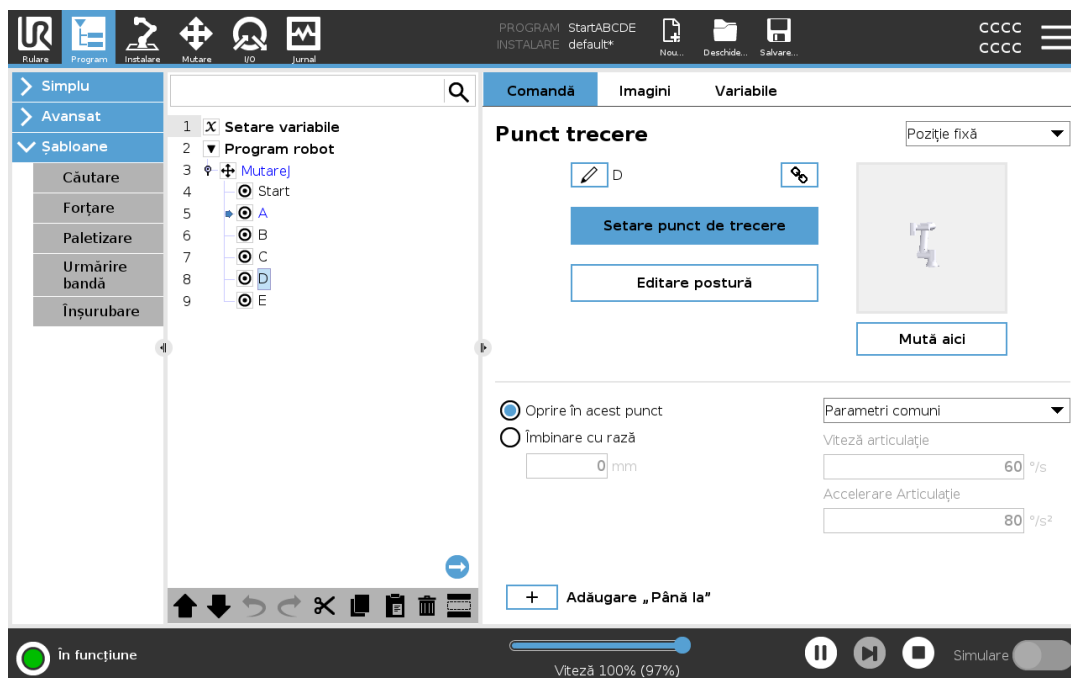 UR
Rulare
Program
Instalare
Mutare
I/O
Jurnal
PROGRAM StartABCDE
INSTALARE default*
Nou...
Deschide...
Salvare...
CCCC
CCCC
Simplu
Avansat
Șabloane
Căutare
Forțare
Paletizare
Urmărire
bandă
Înșurubare
1 x Setare variabile
2 Program robot
3 MutareJ
4 Start
5 A
6 B
7 C
8 D
9 E
Comandă Imagini Variabile
Punct trecere
Poziție fixă
D
Setare punct de trecere
Editare postură
Mută aici
Oprire în acest punct
Îmbinare cu rază
0 mm
Parametri comuni
Viteză articulație
60 °/s
Accelerare Articulație
80 °/s²
+ Adăugare „Până la”
În funcțiune
Viteză 100% (97%)
Simulare